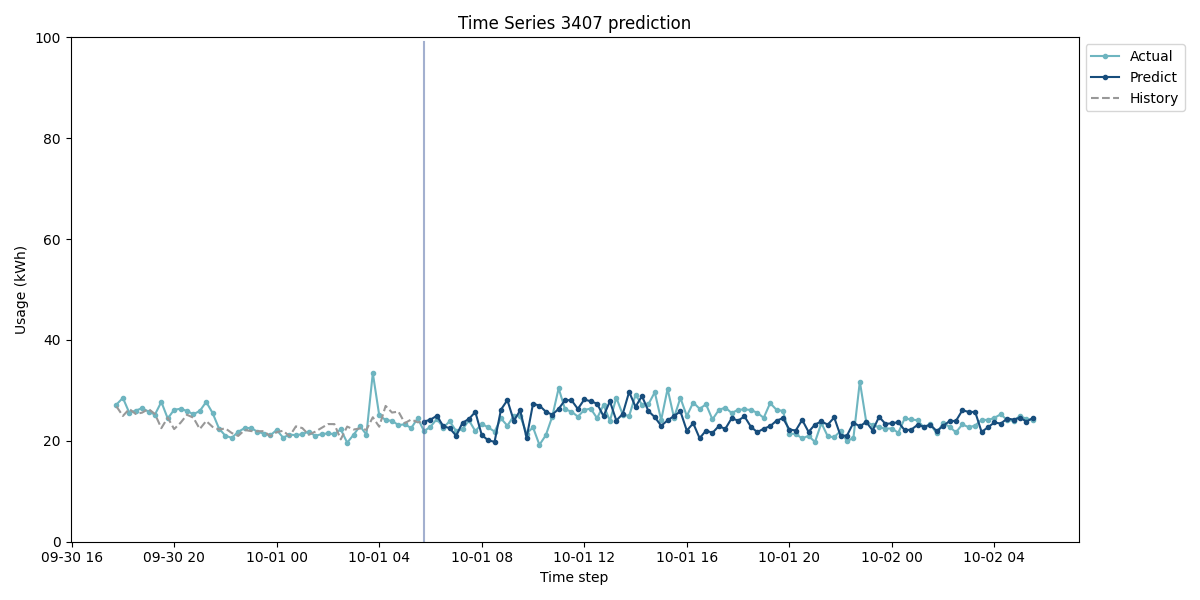 Time Series 3407 prediction
100
80
60
40
20
0
Usage (kWh)
09-30 16
09-30 20
10-01 00
10-01 04
10-01 08
10-01 12
10-01 16
10-01 20
10-02 00
10-02 04
Time step
Actual
Predict
History